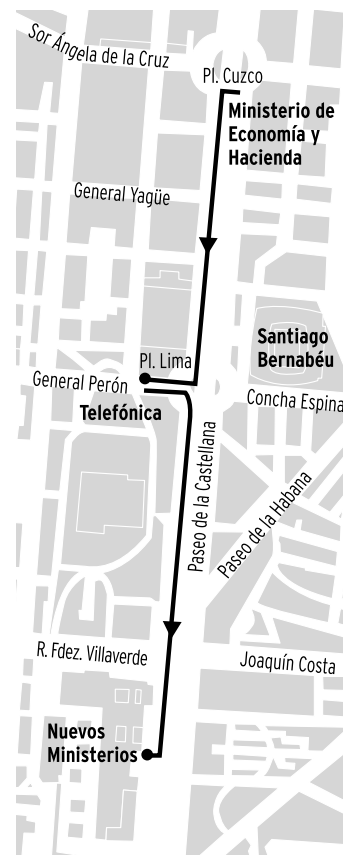 Sor Ángela de la Cruz
Pl. Cuzco
Ministerio de
Economía y
Hacienda
General Yagüe
Santiago
Bernabéu
Pl. Lima
General Perón
Concha Espina
Telefónica
Paseo de la Castellana
Paseo de la Habana
R. Fdez. Villaverde
Joaquín Costa
Nuevos
Ministerios